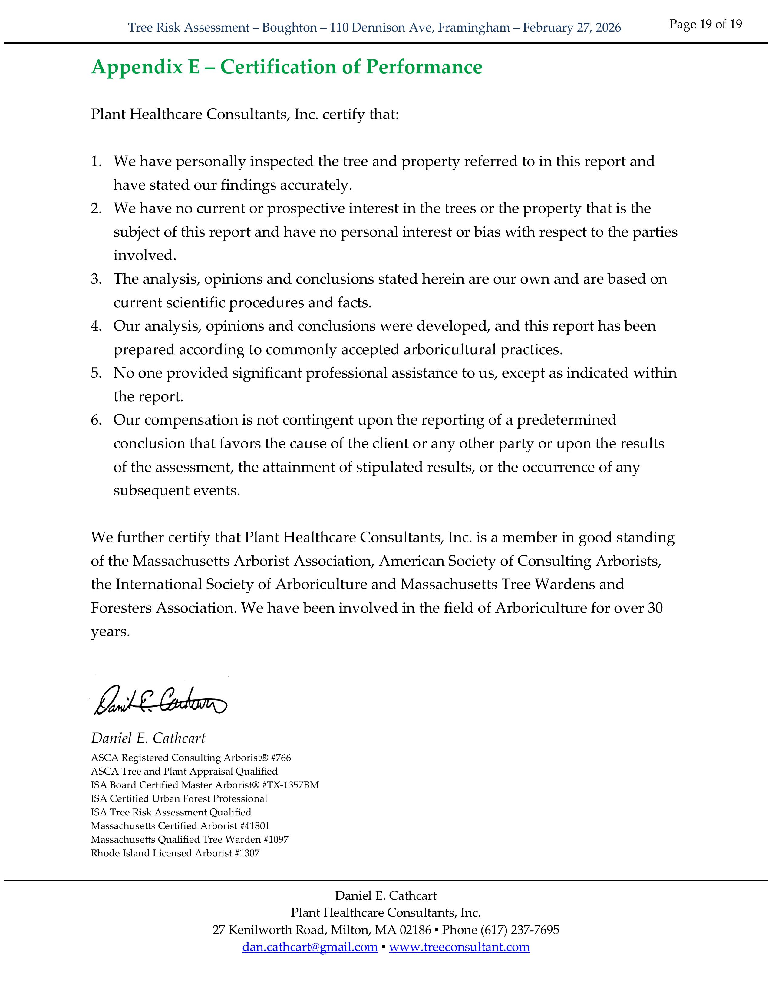 Tree Risk Assessment – Boughton – 110 Dennison Ave, Framingham – February 27, 2026
Page 19 of 19
Appendix E – Certification of Performance
Plant Healthcare Consultants, Inc. certify that:
1. We have personally inspected the tree and property referred to in this report and
have stated our findings accurately.
2. We have no current or prospective interest in the trees or the property that is the
subject of this report and have no personal interest or bias with respect to the parties
involved.
3. The analysis, opinions and conclusions stated herein are our own and are based on
current scientific procedures and facts.
4. Our analysis, opinions and conclusions were developed, and this report has been
prepared according to commonly accepted arboricultural practices.
5. No one provided significant professional assistance to us, except as indicated within
the report.
6. Our compensation is not contingent upon the reporting of a predetermined
conclusion that favors the cause of the client or any other party or upon the results
of the assessment, the attainment of stipulated results, or the occurrence of any
subsequent events.
We further certify that Plant Healthcare Consultants, Inc. is a member in good standing
of the Massachusetts Arborist Association, American Society of Consulting Arborists,
the International Society of Arboriculture and Massachusetts Tree Wardens and
Foresters Association. We have been involved in the field of Arboriculture for over 30
years.
Daniel E. Cathcart
Daniel E. Cathcart
ASCA Registered Consulting Arborist® #766
ASCA Tree and Plant Appraisal Qualified
ISA Board Certified Master Arborist® #TX-1357BM
ISA Certified Urban Forest Professional
ISA Tree Risk Assessment Qualified
Massachusetts Certified Arborist #41801
Massachusetts Qualified Tree Warden #1097
Rhode Island Licensed Arborist #1307
Daniel E. Cathcart
Plant Healthcare Consultants, Inc.
27 Kenilworth Road, Milton, MA 02186 ▪ Phone (617) 237-7695
dan.cathcart@gmail.com ▪ www.treeconsultant.com